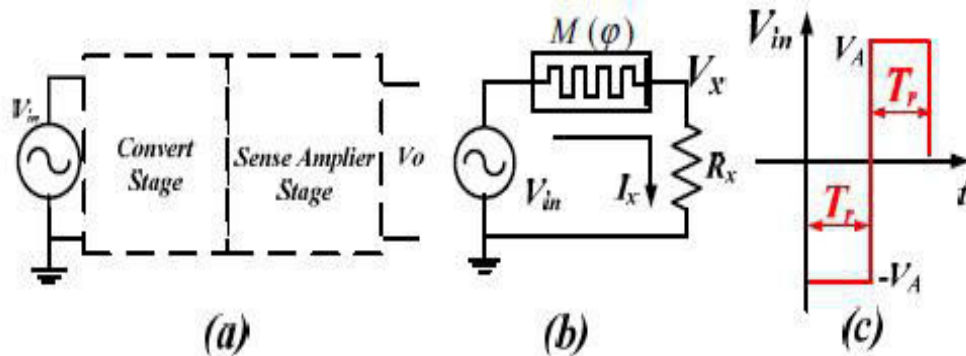 V_in
Convert
Stage
Sense Amplier
Stage
Vo
(a)
M (φ)
V_x
V_in
I_x
R_x
(b)
V_in
V_A
T_r
T_r
t
-V_A
(c)